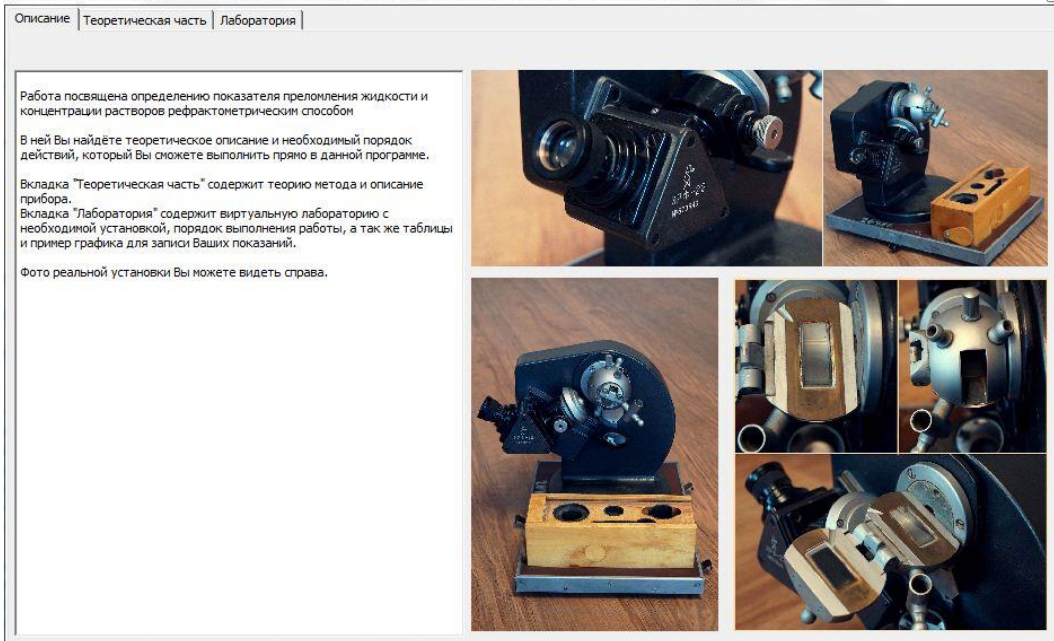 Описание Теоретическая часть Лаборатория
Работа посвящена определению показателя преломления жидкости и
концентрации растворов рефрактометрическим способом
В ней Вы найдёте теоретическое описание и необходимый порядок
действий, который Вы сможете выполнить прямо в данной программе.
Вкладка "Теоретическая часть" содержит теорию метода и описание
прибора.
Вкладка "Лаборатория" содержит виртуальную лабораторию с
необходимой установкой, порядок выполнения работы, а так же таблицы
и пример графика для записи Ваших показаний.
Фото реальной установки Вы можете видеть справа.